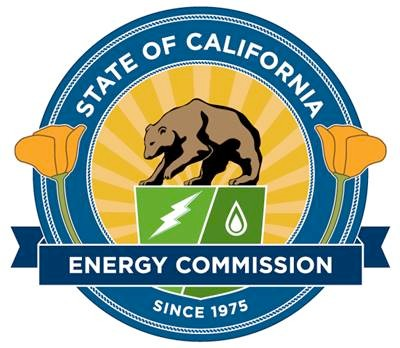 STATE OF CALIFORNIA
ENERGY COMMISSION
SINCE 1975